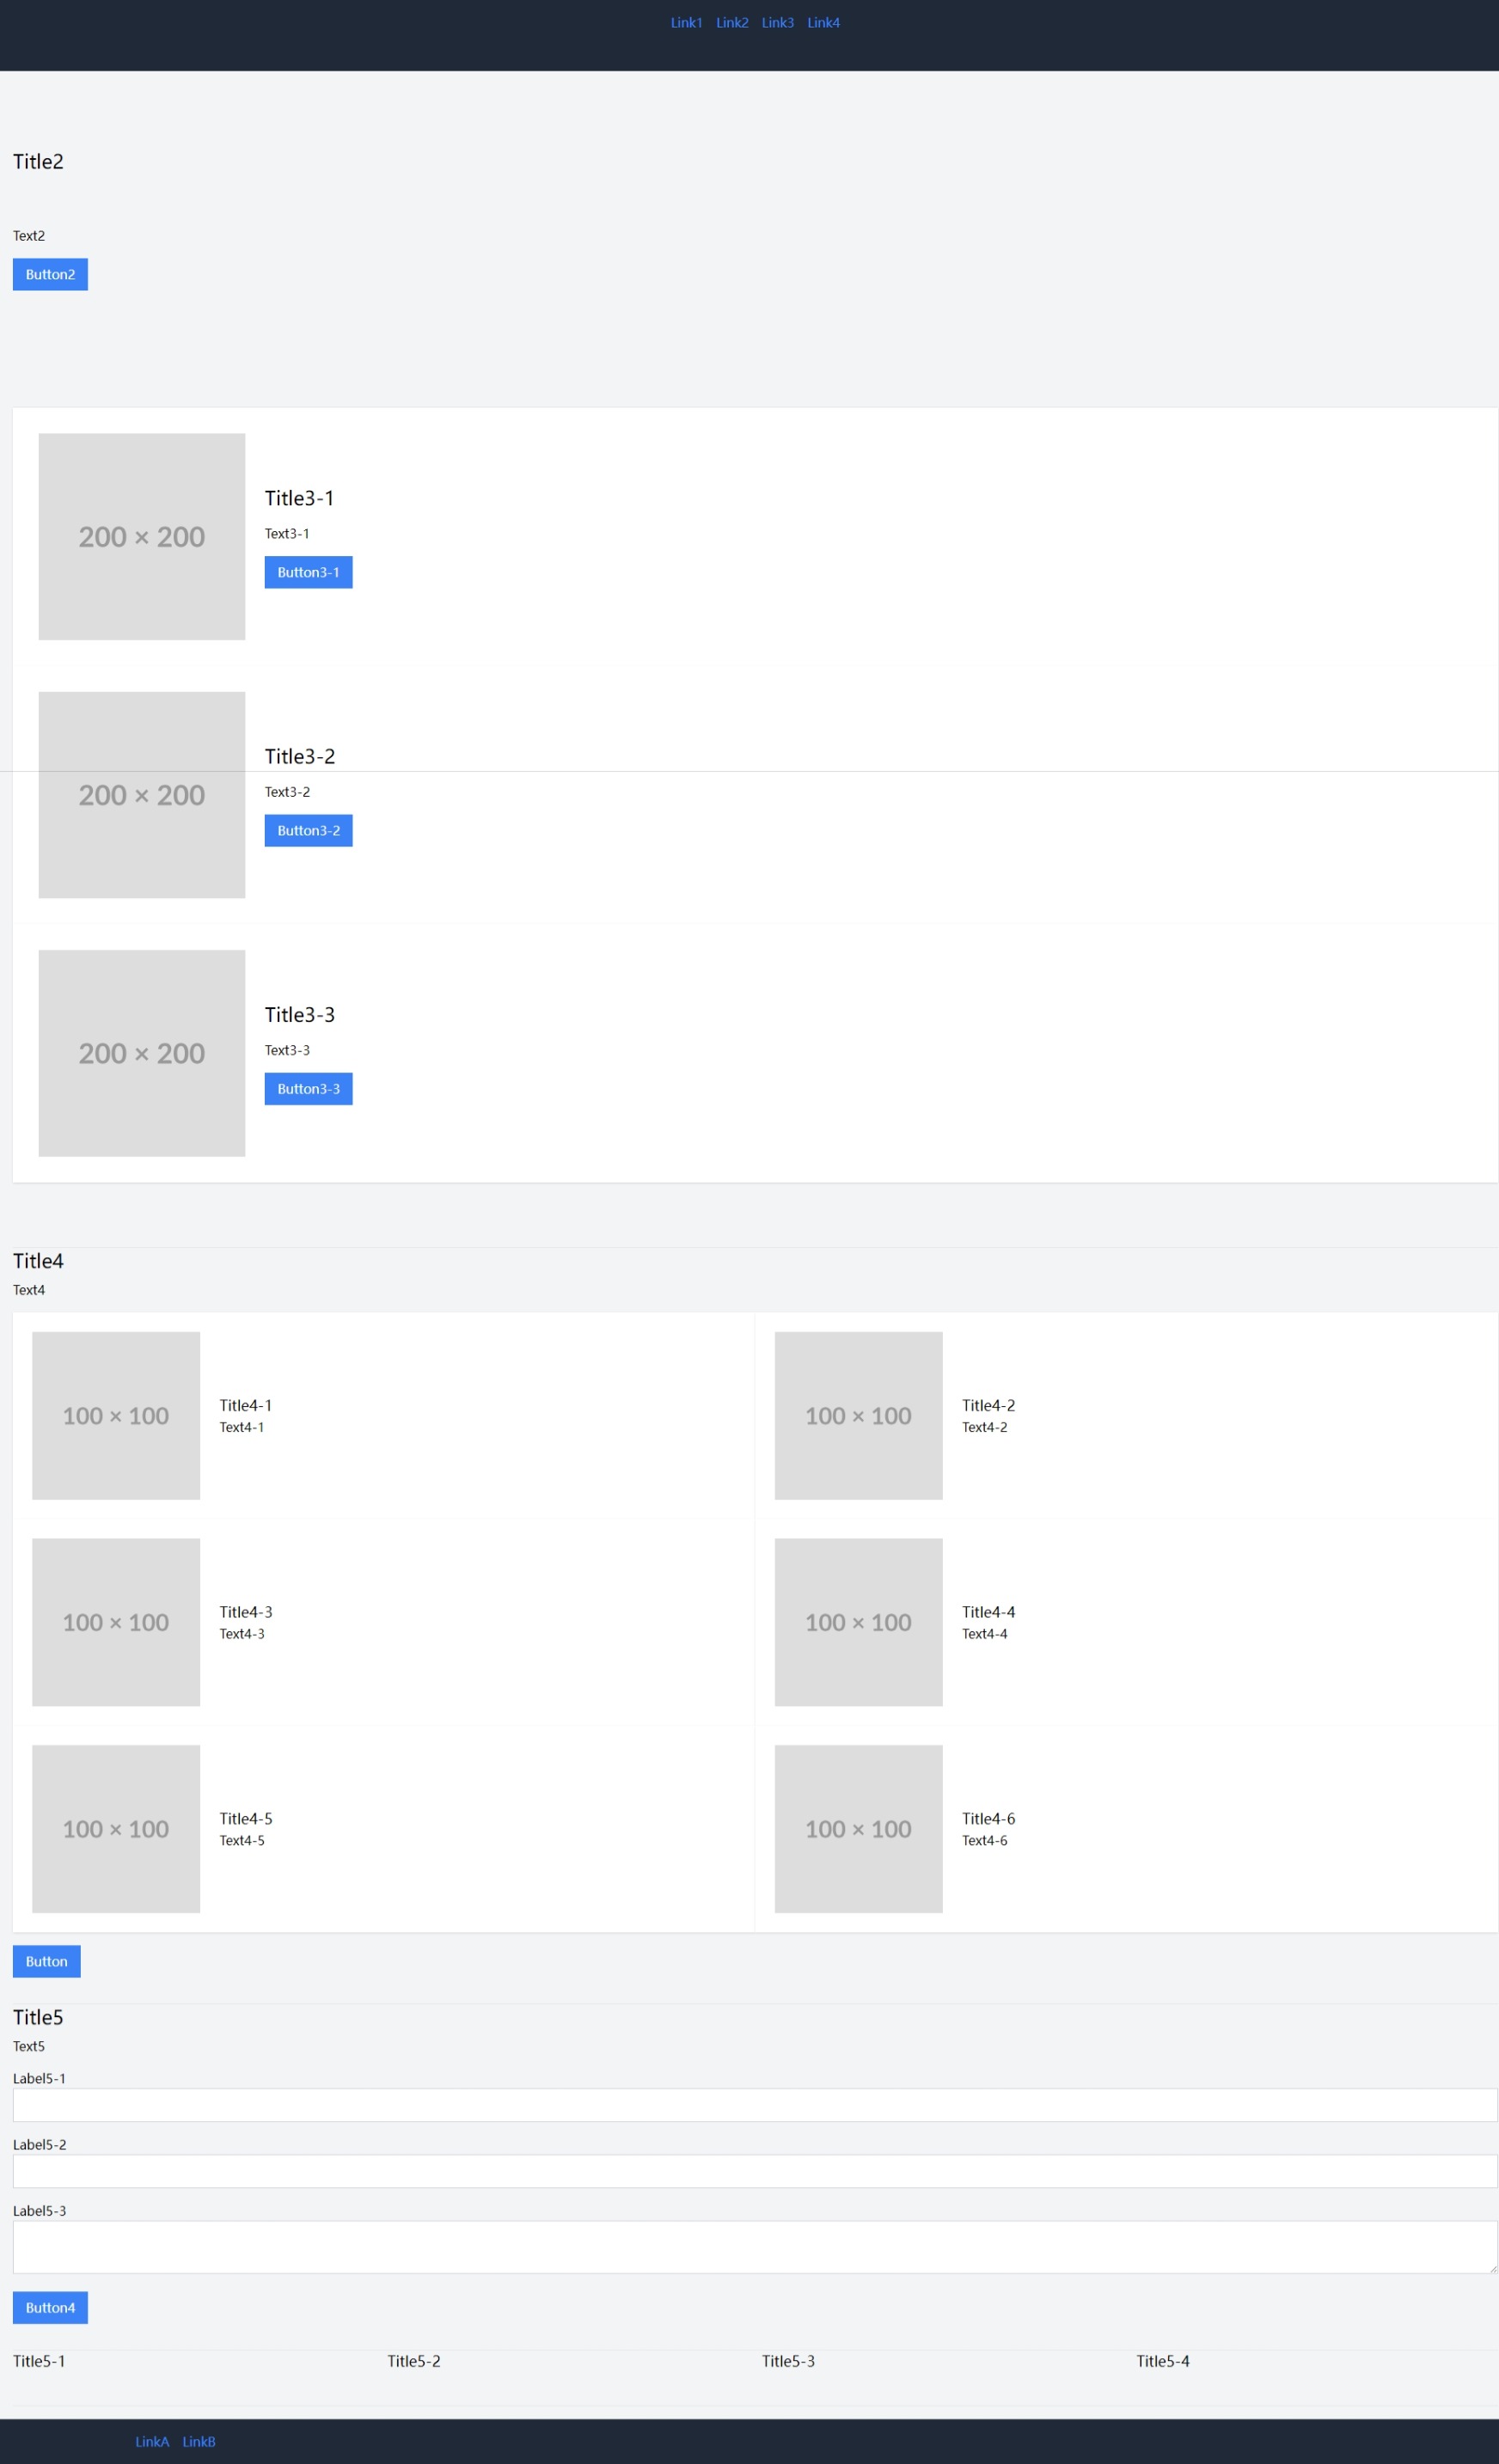 Link1 Link2 Link3 Link4
Title2
Text2
Button2
200 × 200
Title3-1
Text3-1
Button3-1
200 × 200
Title3-2
Text3-2
Button3-2
200 × 200
Title3-3
Text3-3
Button3-3
Title4
Text4
100 × 100
Title4-1
Text4-1
100 × 100
Title4-2
Text4-2
100 × 100
Title4-3
Text4-3
100 × 100
Title4-4
Text4-4
100 × 100
Title4-5
Text4-5
100 × 100
Title4-6
Text4-6
Button
Title5
Text5
Label5-1
Label5-2
Label5-3
Button4
Title5-1 Title5-2 Title5-3 Title5-4
LinkA LinkB